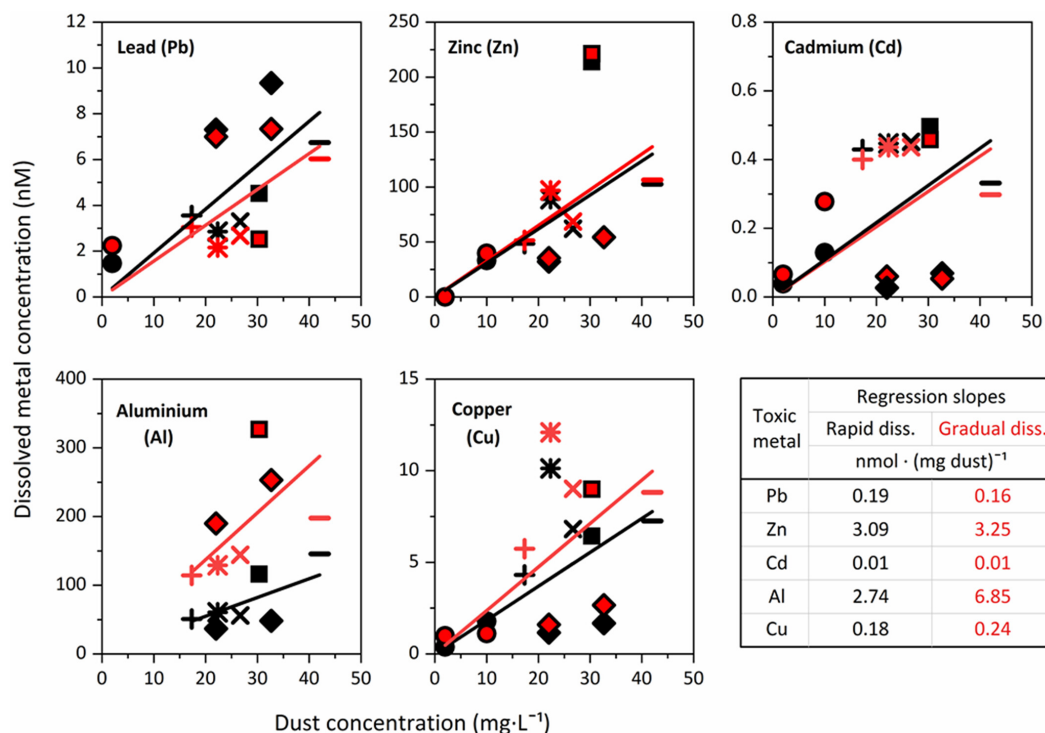 Dissolved metal concentration (nM)
Lead (Pb)
12
10
8
6
4
2
0
0 10 20 30 40 50
Zinc (Zn)
250
200
150
100
50
0
0 10 20 30 40 50
Cadmium (Cd)
0.8
0.6
0.4
0.2
0.0
0 10 20 30 40 50
Aluminium
(Al)
400
300
200
100
0
0 10 20 30 40 50
Copper
(Cu)
15
10
5
0
0 10 20 30 40 50
Dust concentration (mg·L⁻¹)
Toxic metal Regression slopes
Rapid diss. Gradual diss.
nmol · (mg dust)⁻¹
Pb 0.19 0.16
Zn 3.09 3.25
Cd 0.01 0.01
Al 2.74 6.85
Cu 0.18 0.24